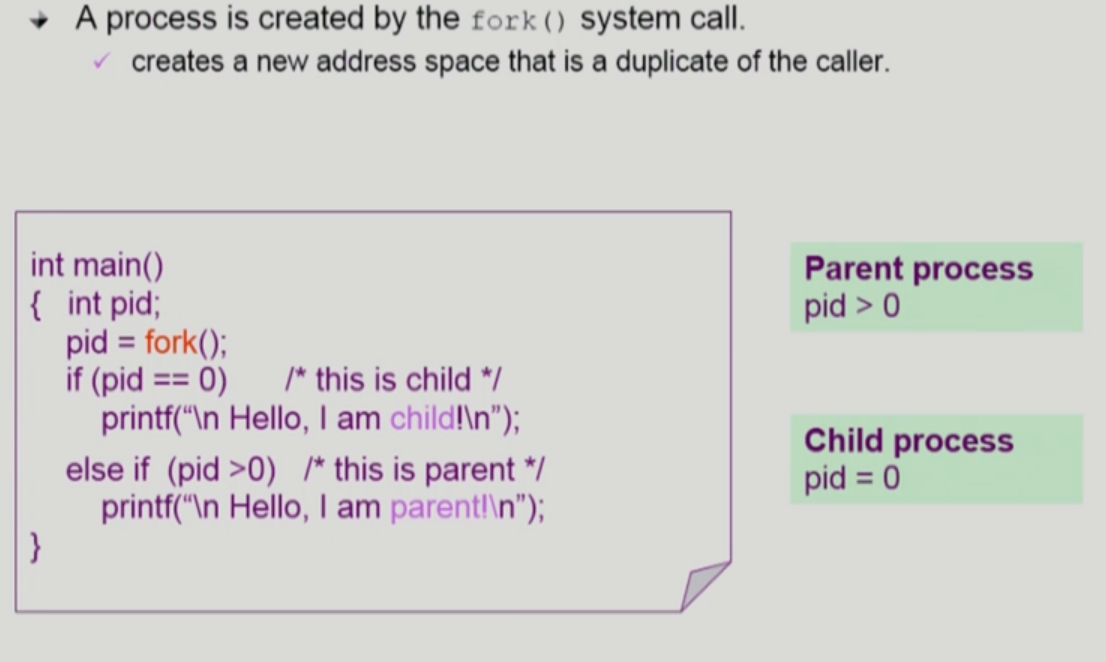 A process is created by the fork() system call.
✓ creates a new address space that is a duplicate of the caller.
int main()
{ int pid;
pid = fork();
if (pid == 0) /* this is child */
printf(“\n Hello, I am child!\n”);
else if (pid >0) /* this is parent */
printf(“\n Hello, I am parent!\n”);
}
Parent process
pid > 0
Child process
pid = 0